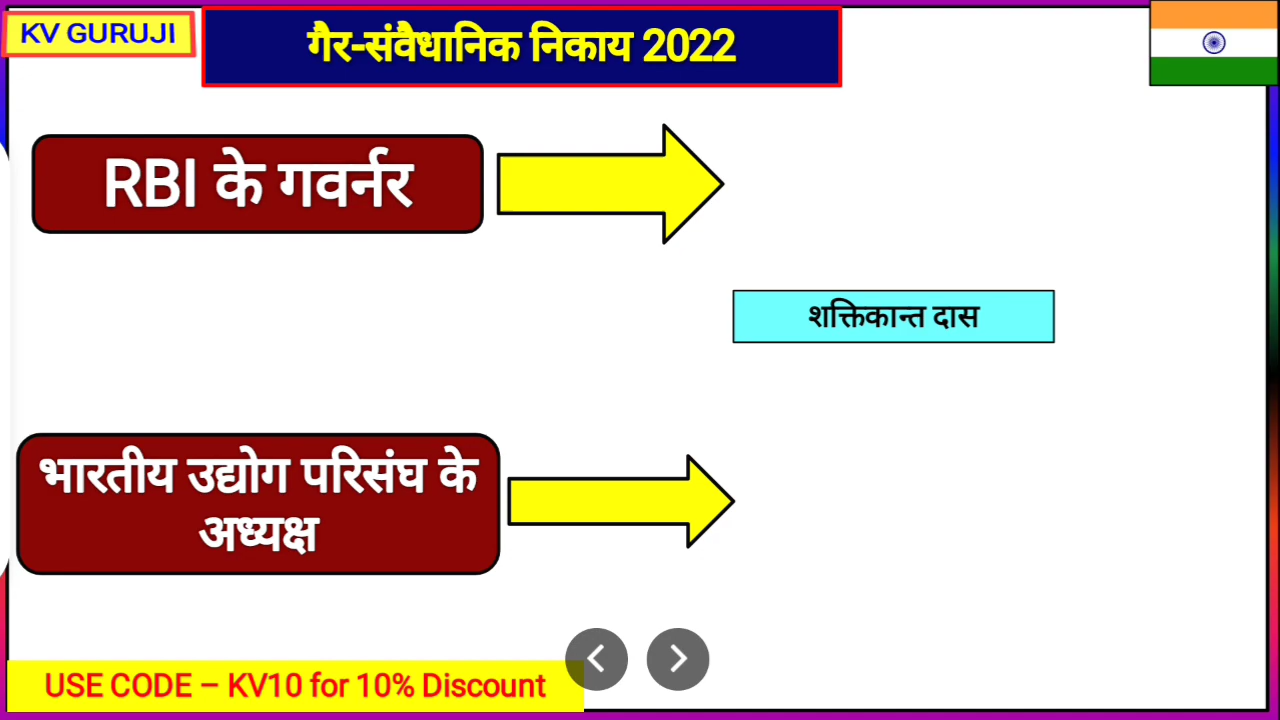 KV GURUJI
गैर-संवैधानिक निकाय 2022
RBI के गवर्नर
शक्तिकान्त दास
भारतीय उद्योग परिसंघ के
अध्यक्ष
USE CODE – KV10 for 10% Discount